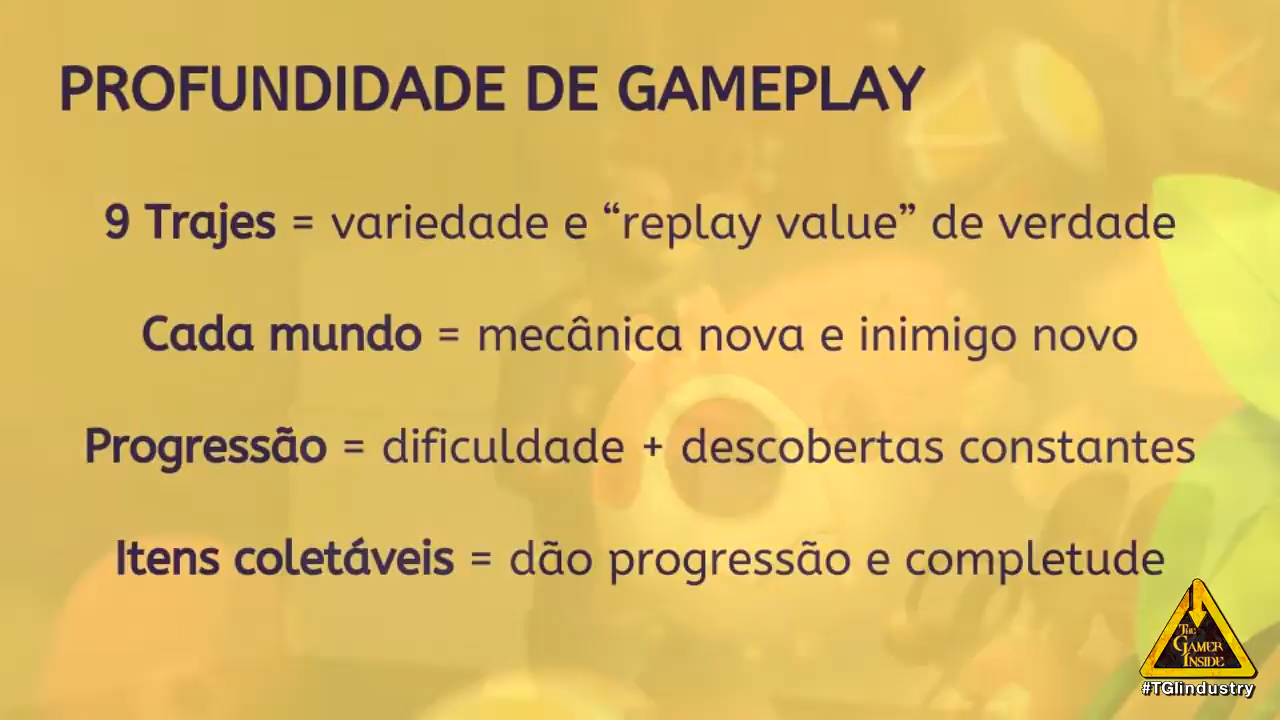 PROFUNDIDADE DE GAMEPLAY
9 Trajes = variedade e “replay value” de verdade
Cada mundo = mecânica nova e inimigo novo
Progressão = dificuldade + descobertas constantes
Itens coletáveis = dão progressão e completude
THE
GAMER
INSIDE
#TGIindustry